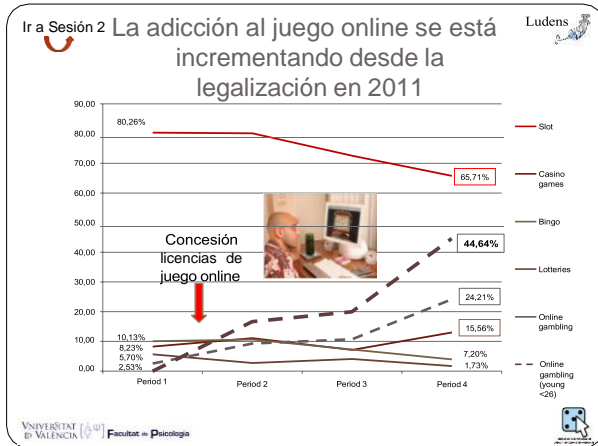 Ir a Sesión 2
La adicción al juego online se está
incrementando desde la
legalización en 2011
Ludens
90,00
80,00
70,00
60,00
50,00
40,00
30,00
20,00
10,00
0,00
80,26%
10,13%
8,23%
5,70%
2,53%
Concesión
licencias de
juego online
65,71%
44,64%
24,21%
15,56%
7,20%
1,73%
Period 1
Period 2
Period 3
Period 4
Slot
Casino
games
Bingo
Lotteries
Online
gambling
Online
gambling
(young
<26)
VNIVERSITAT
D VALÈNCIA
Facultat de Psicologia